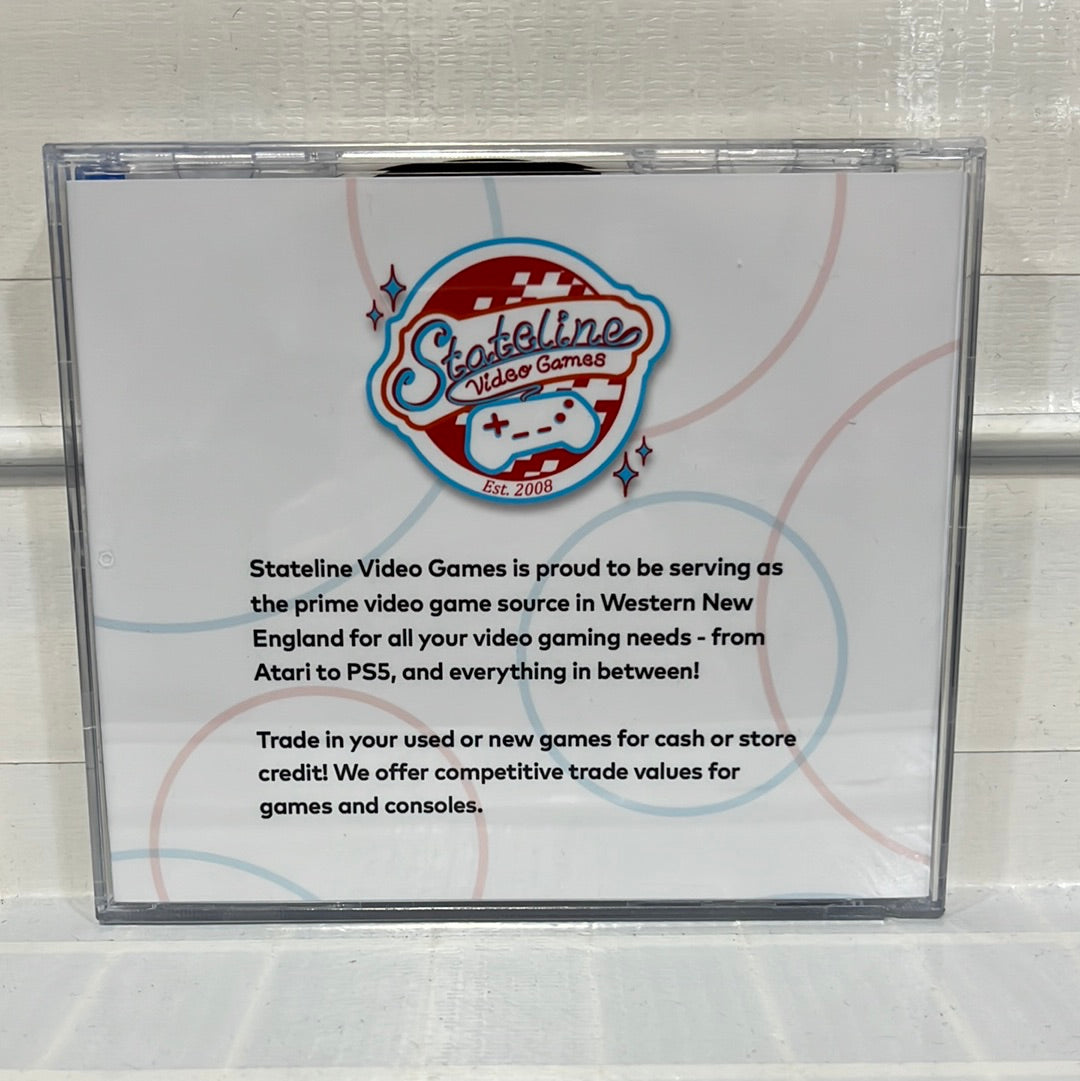 Stateline
Video Games
Est. 2008
Stateline Video Games is proud to be serving as
the prime video game source in Western New
England for all your video gaming needs - from
Atari to PS5, and everything in between!
Trade in your used or new games for cash or store
credit! We offer competitive trade values for
games and consoles.